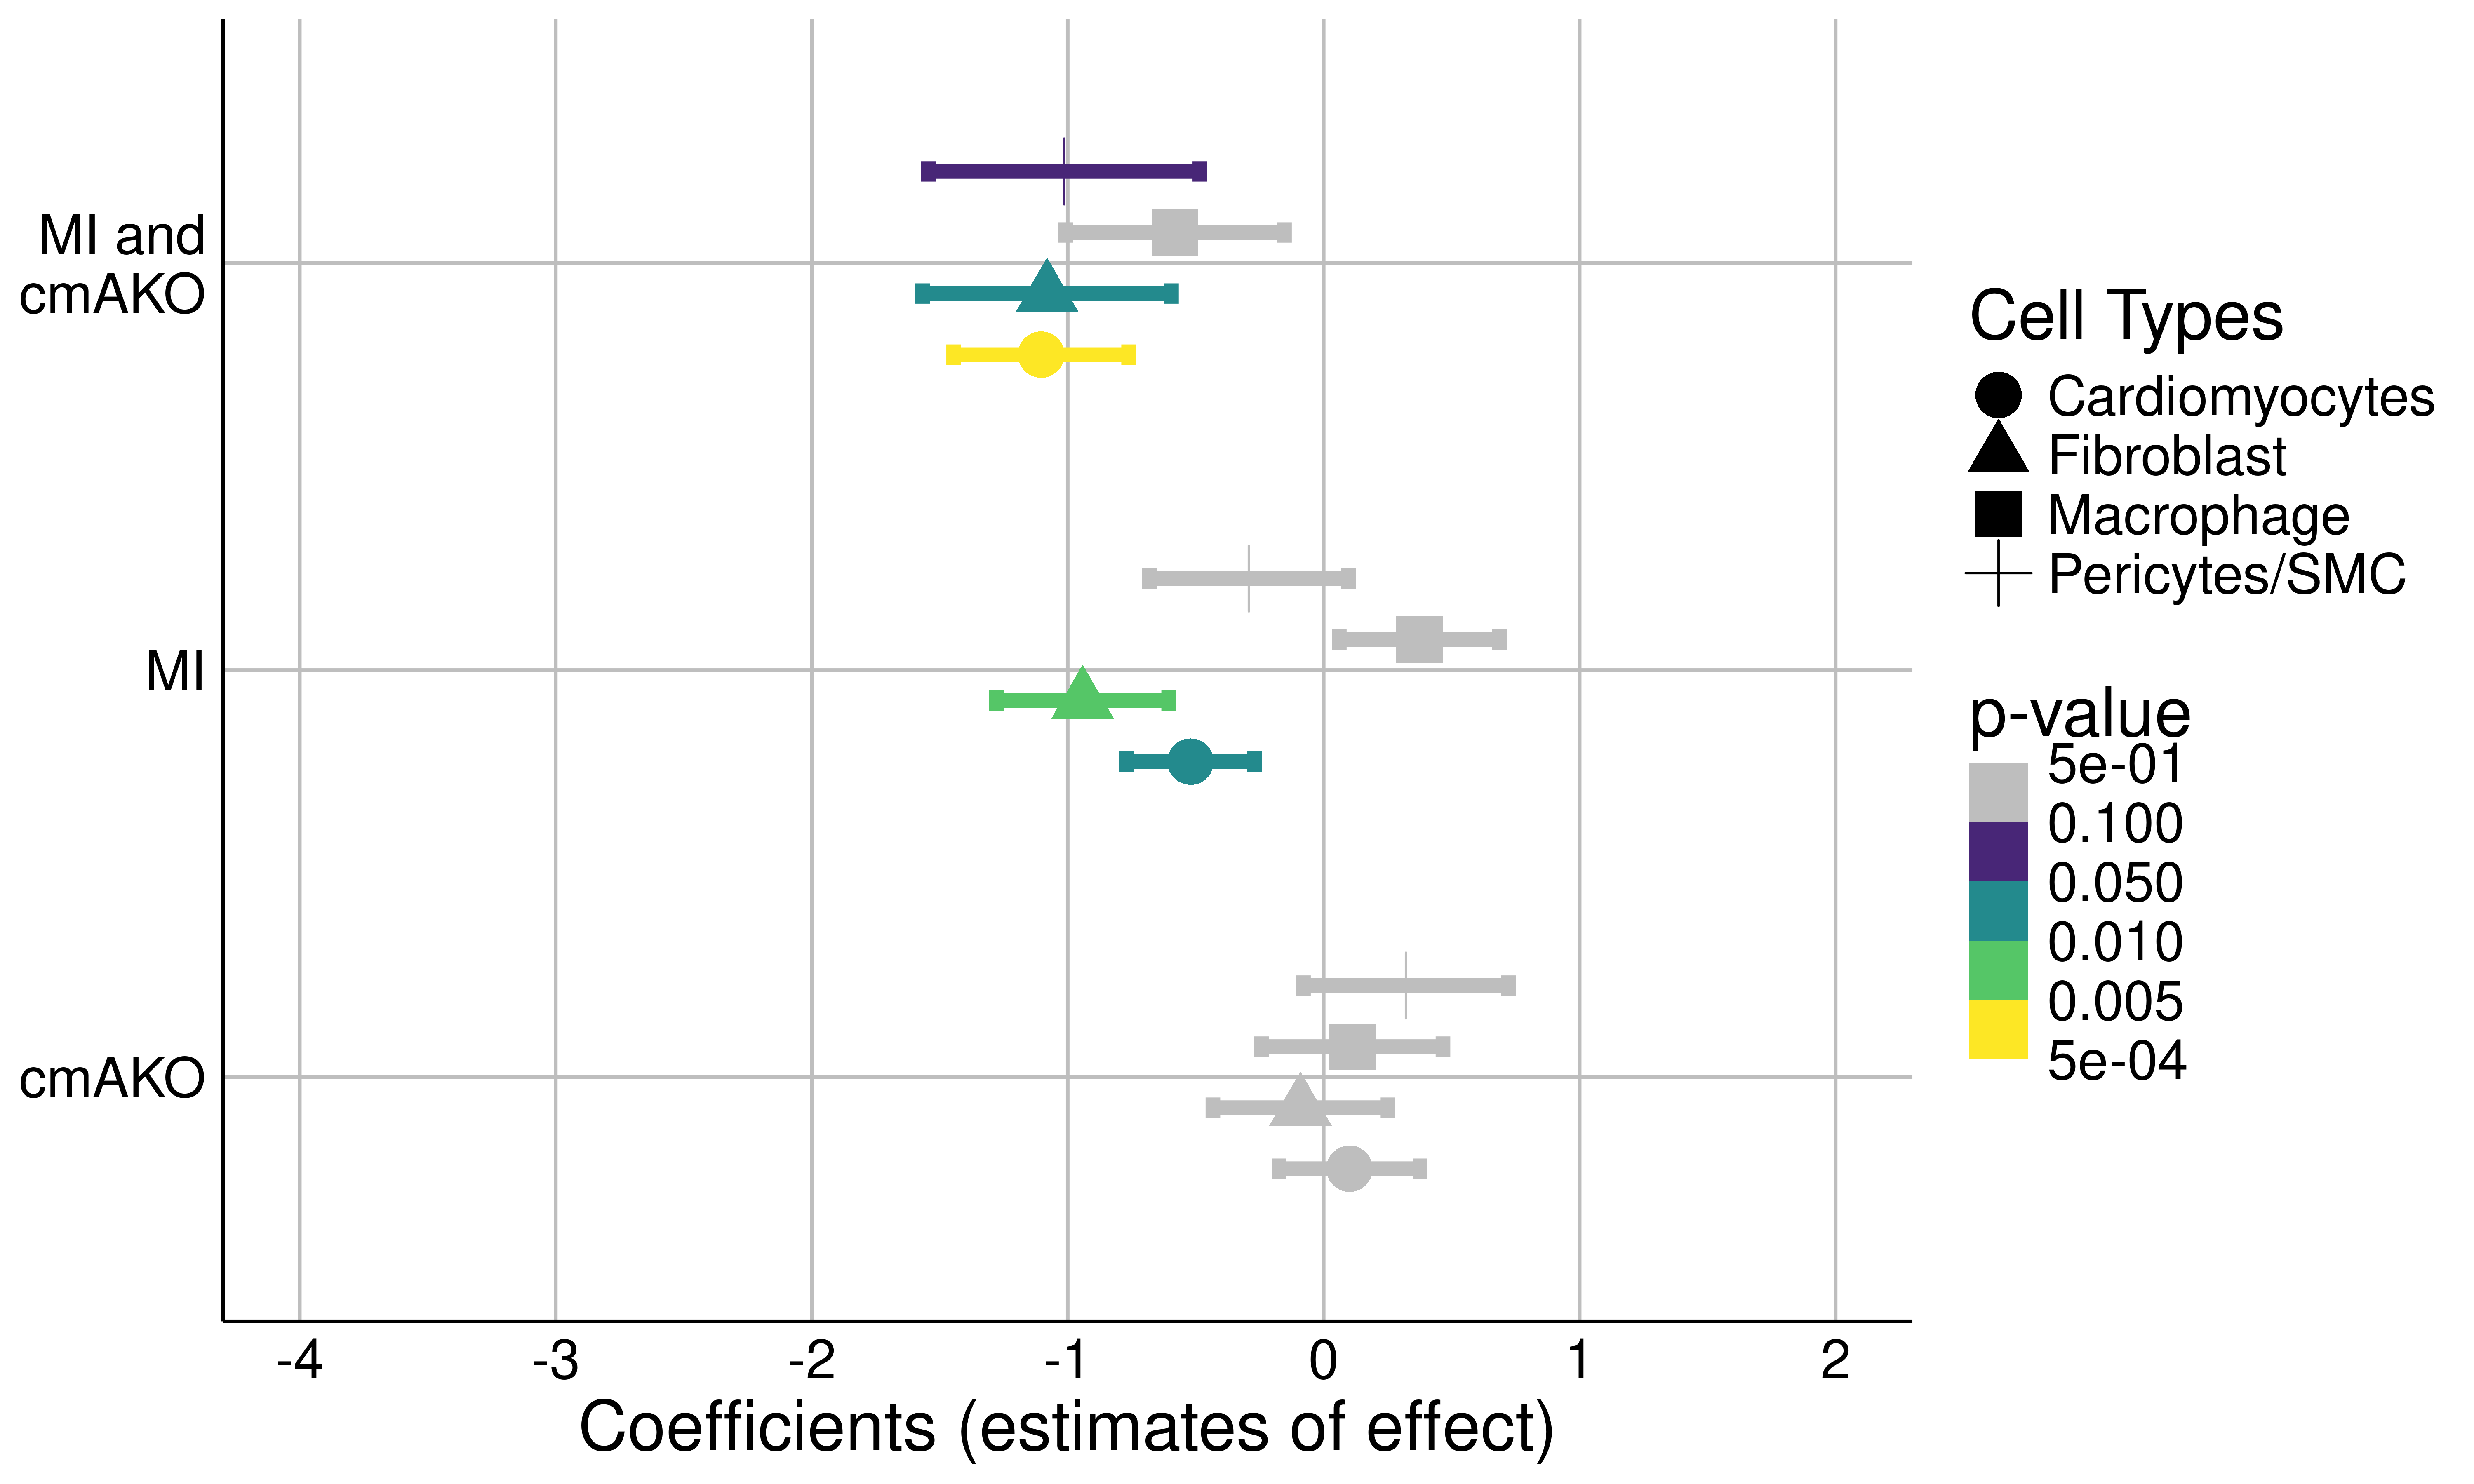 MI and
cmAKO
MI
cmAKO
-4 -3 -2 -1 0 1 2
Coefficients (estimates of effect)
Cell Types
Cardiomyocytes
Fibroblast
Macrophage
Pericytes/SMC
p-value
5e-01
0.100
0.050
0.010
0.005
5e-04